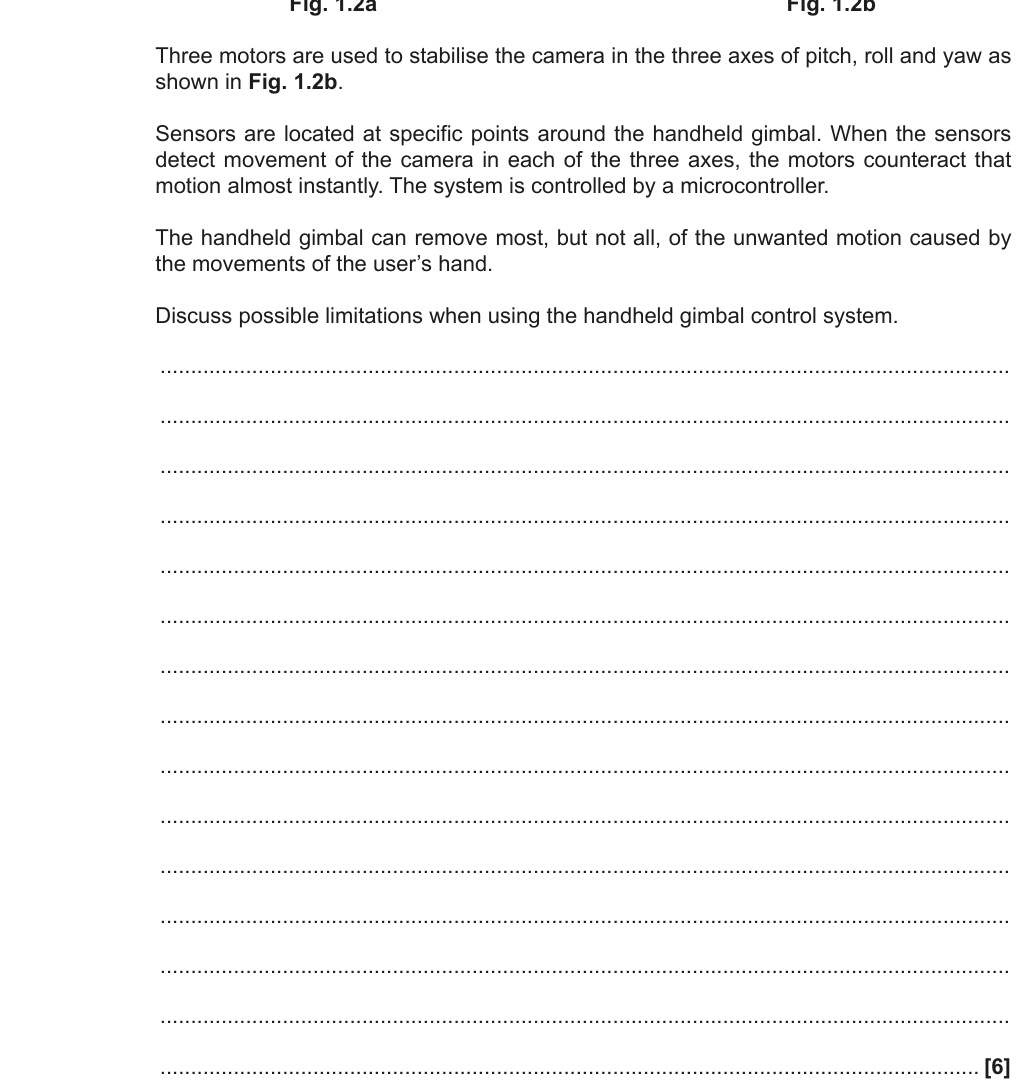 Fig. 1.2a Fig. 1.2b
Three motors are used to stabilise the camera in the three axes of pitch, roll and yaw as
shown in Fig. 1.2b.
Sensors are located at specific points around the handheld gimbal. When the sensors
detect movement of the camera in each of the three axes, the motors counteract that
motion almost instantly. The system is controlled by a microcontroller.
The handheld gimbal can remove most, but not all, of the unwanted motion caused by
the movements of the user’s hand.
Discuss possible limitations when using the handheld gimbal control system.
[6]